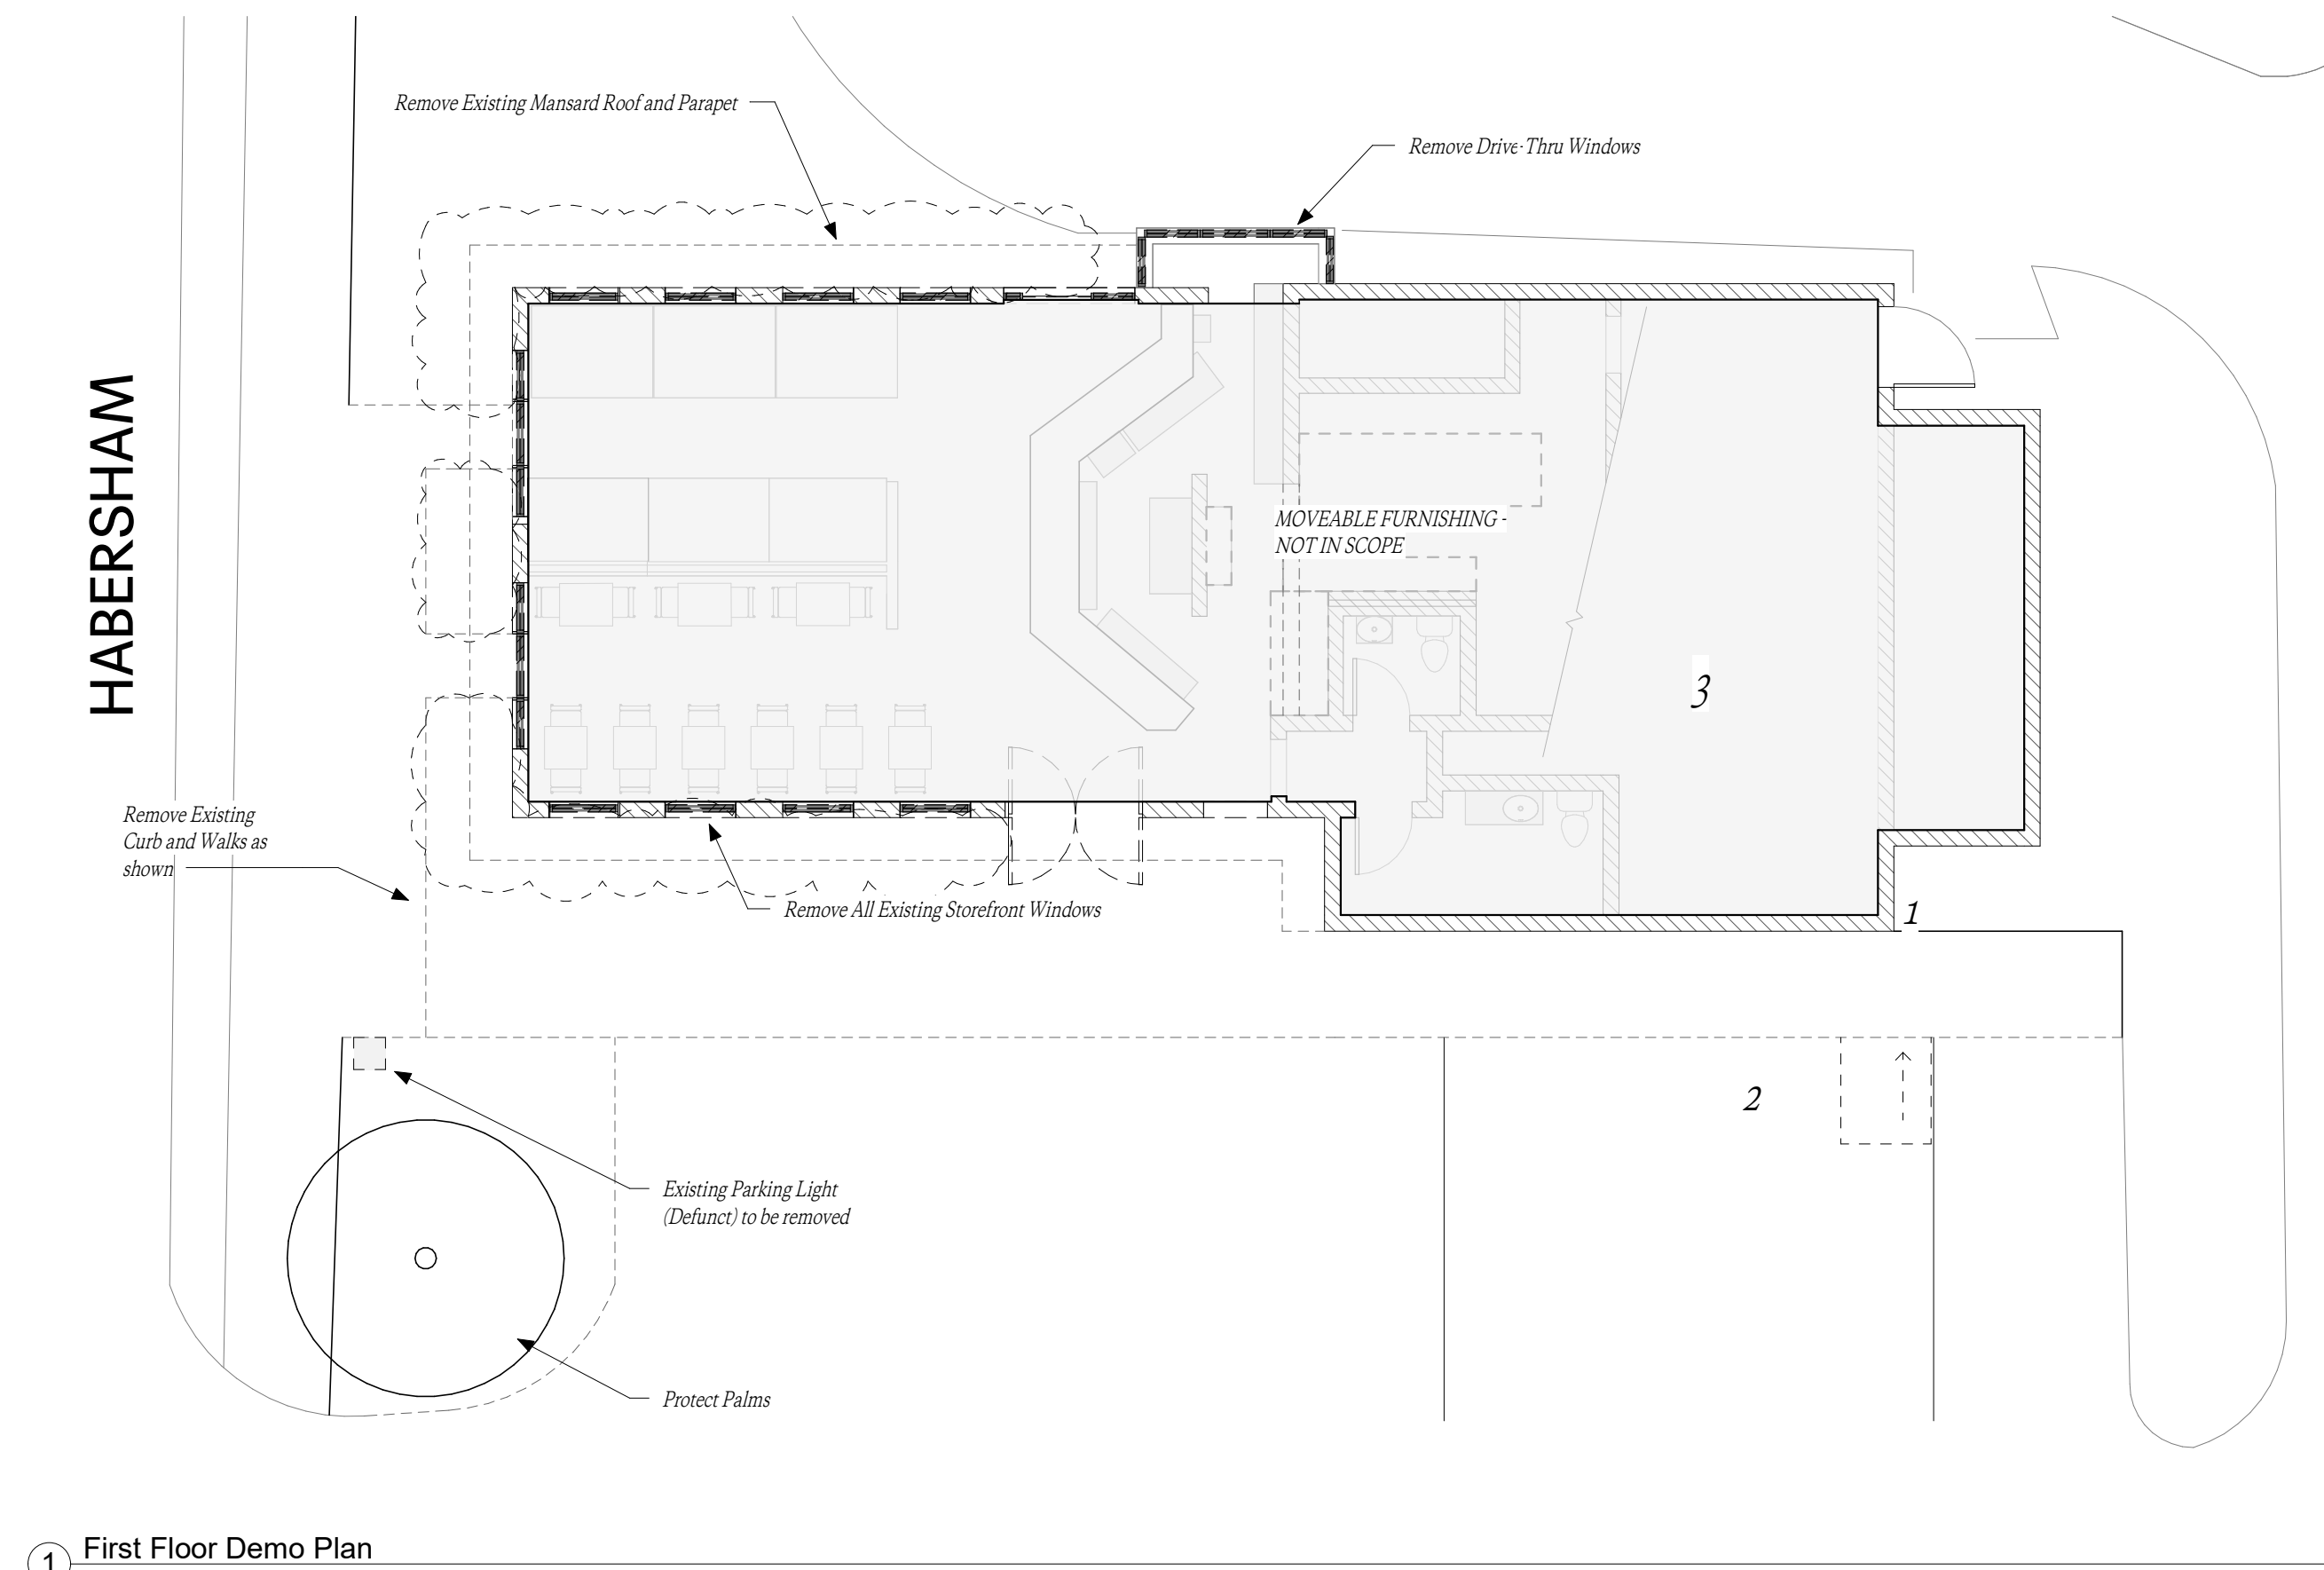 Remove Existing Mansard Roof and Parapet
Remove Drive-Thru Windows
HABERSHAM
MOVEABLE FURNISHING -
NOT IN SCOPE
3
Remove Existing
Curb and Walks as
shown
Remove All Existing Storefront Windows
1
2
Existing Parking Light
(Defunct) to be removed
Protect Palms
1
First Floor Demo Plan